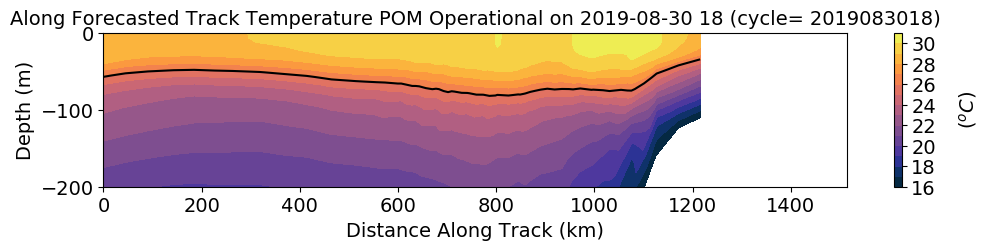 Along Forecasted Track Temperature POM Operational on 2019-08-30 18 (cycle= 2019083018)
0
−100
−200
Depth (m)
0 200 400 600 800 1000 1200 1400
Distance Along Track (km)
30
28
26
24
22
20
18
16
(°C)